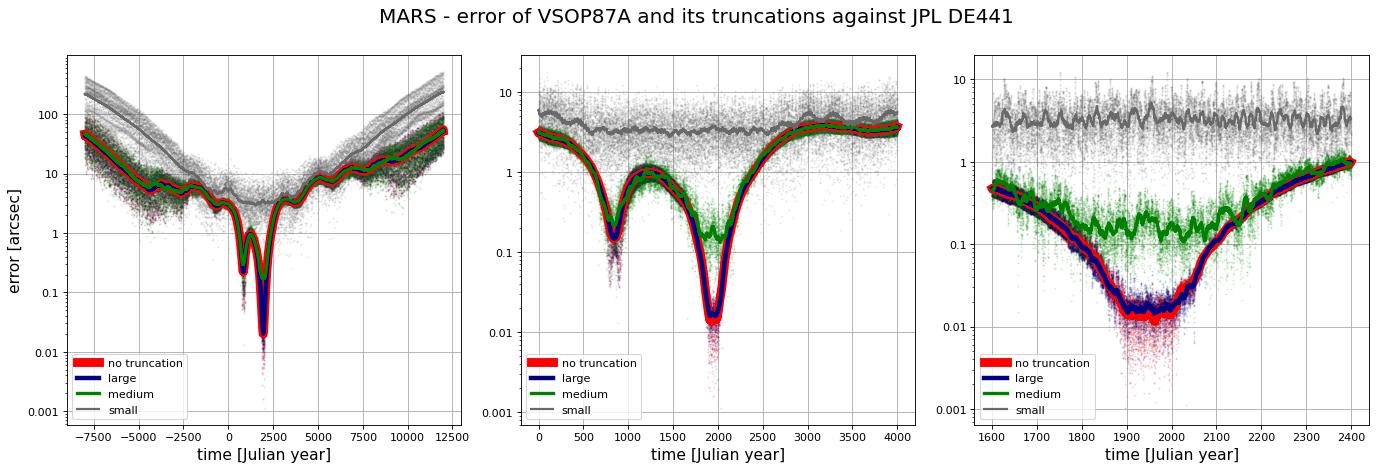 MARS - error of VSOP87A and its truncations against JPL DE441
error [arcsec]
100
10
1
0.1
0.01
0.001
no truncation
large
medium
small
−7500 −5000 −2500 0 2500 5000 7500 10000 12500
time [Julian year]
10
1
0.1
0.01
0.001
no truncation
large
medium
small
0 500 1000 1500 2000 2500 3000 3500 4000
time [Julian year]
10
1
0.1
0.01
0.001
no truncation
large
medium
small
1600 1700 1800 1900 2000 2100 2200 2300 2400
time [Julian year]